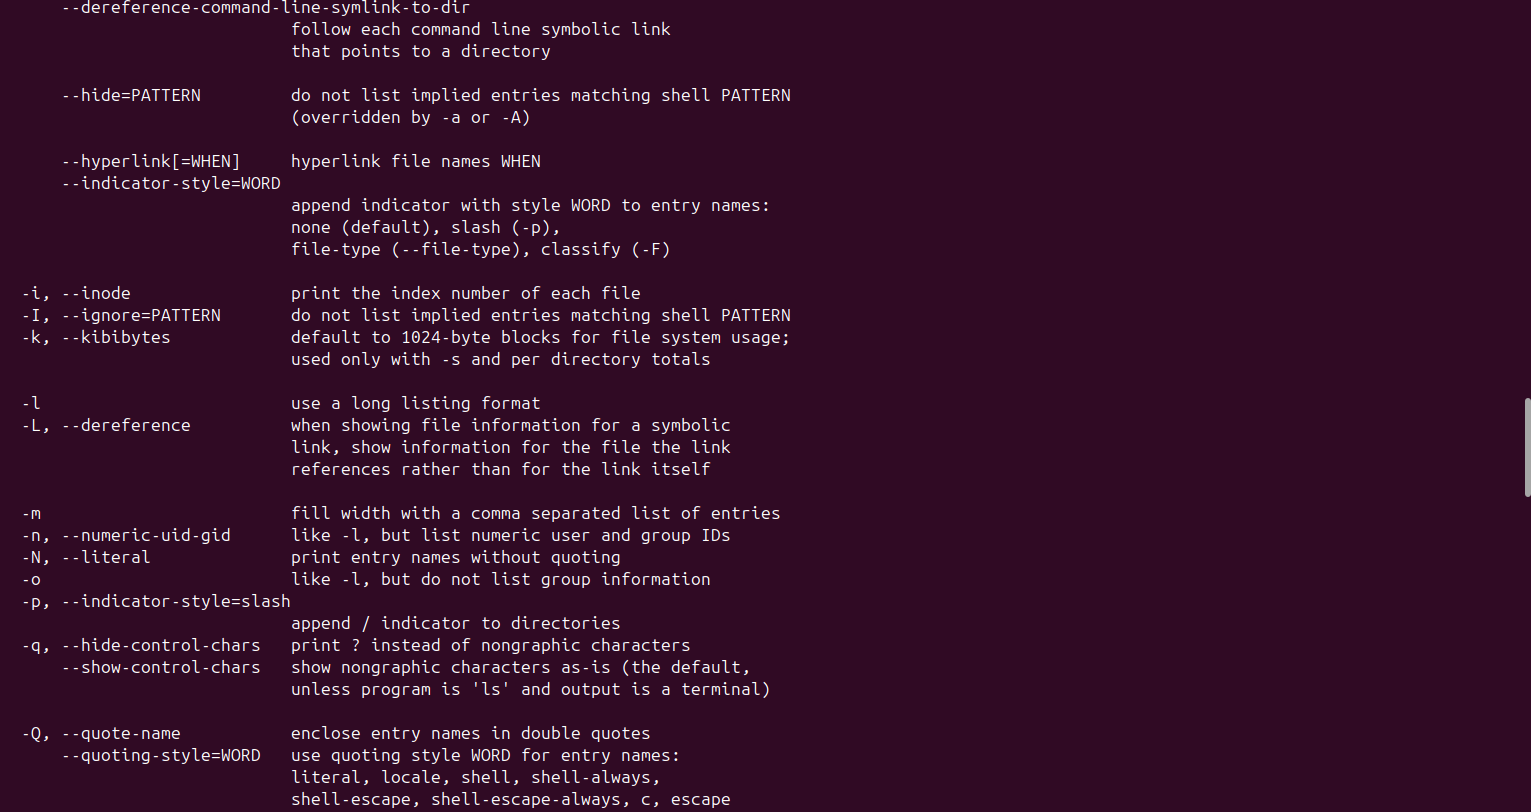 --dereference-command-line-symlink-to-dir
follow each command line symbolic link
that points to a directory
--hide=PATTERN do not list implied entries matching shell PATTERN
(overridden by -a or -A)
--hyperlink[=WHEN] hyperlink file names WHEN
--indicator-style=WORD
append indicator with style WORD to entry names:
none (default), slash (-p),
file-type (--file-type), classify (-F)
-i, --inode print the index number of each file
-I, --ignore=PATTERN do not list implied entries matching shell PATTERN
-k, --kibibytes default to 1024-byte blocks for file system usage;
used only with -s and per directory totals
-l use a long listing format
-L, --dereference when showing file information for a symbolic
link, show information for the file the link
references rather than for the link itself
-m fill width with a comma separated list of entries
-n, --numeric-uid-gid like -l, but list numeric user and group IDs
-N, --literal print entry names without quoting
-o like -l, but do not list group information
-p, --indicator-style=slash
append / indicator to directories
-q, --hide-control-chars print ? instead of nongraphic characters
--show-control-chars show nongraphic characters as-is (the default,
unless program is 'ls' and output is a terminal)
-Q, --quote-name enclose entry names in double quotes
--quoting-style=WORD use quoting style WORD for entry names:
literal, locale, shell, shell-always,
shell-escape, shell-escape-always, c, escape